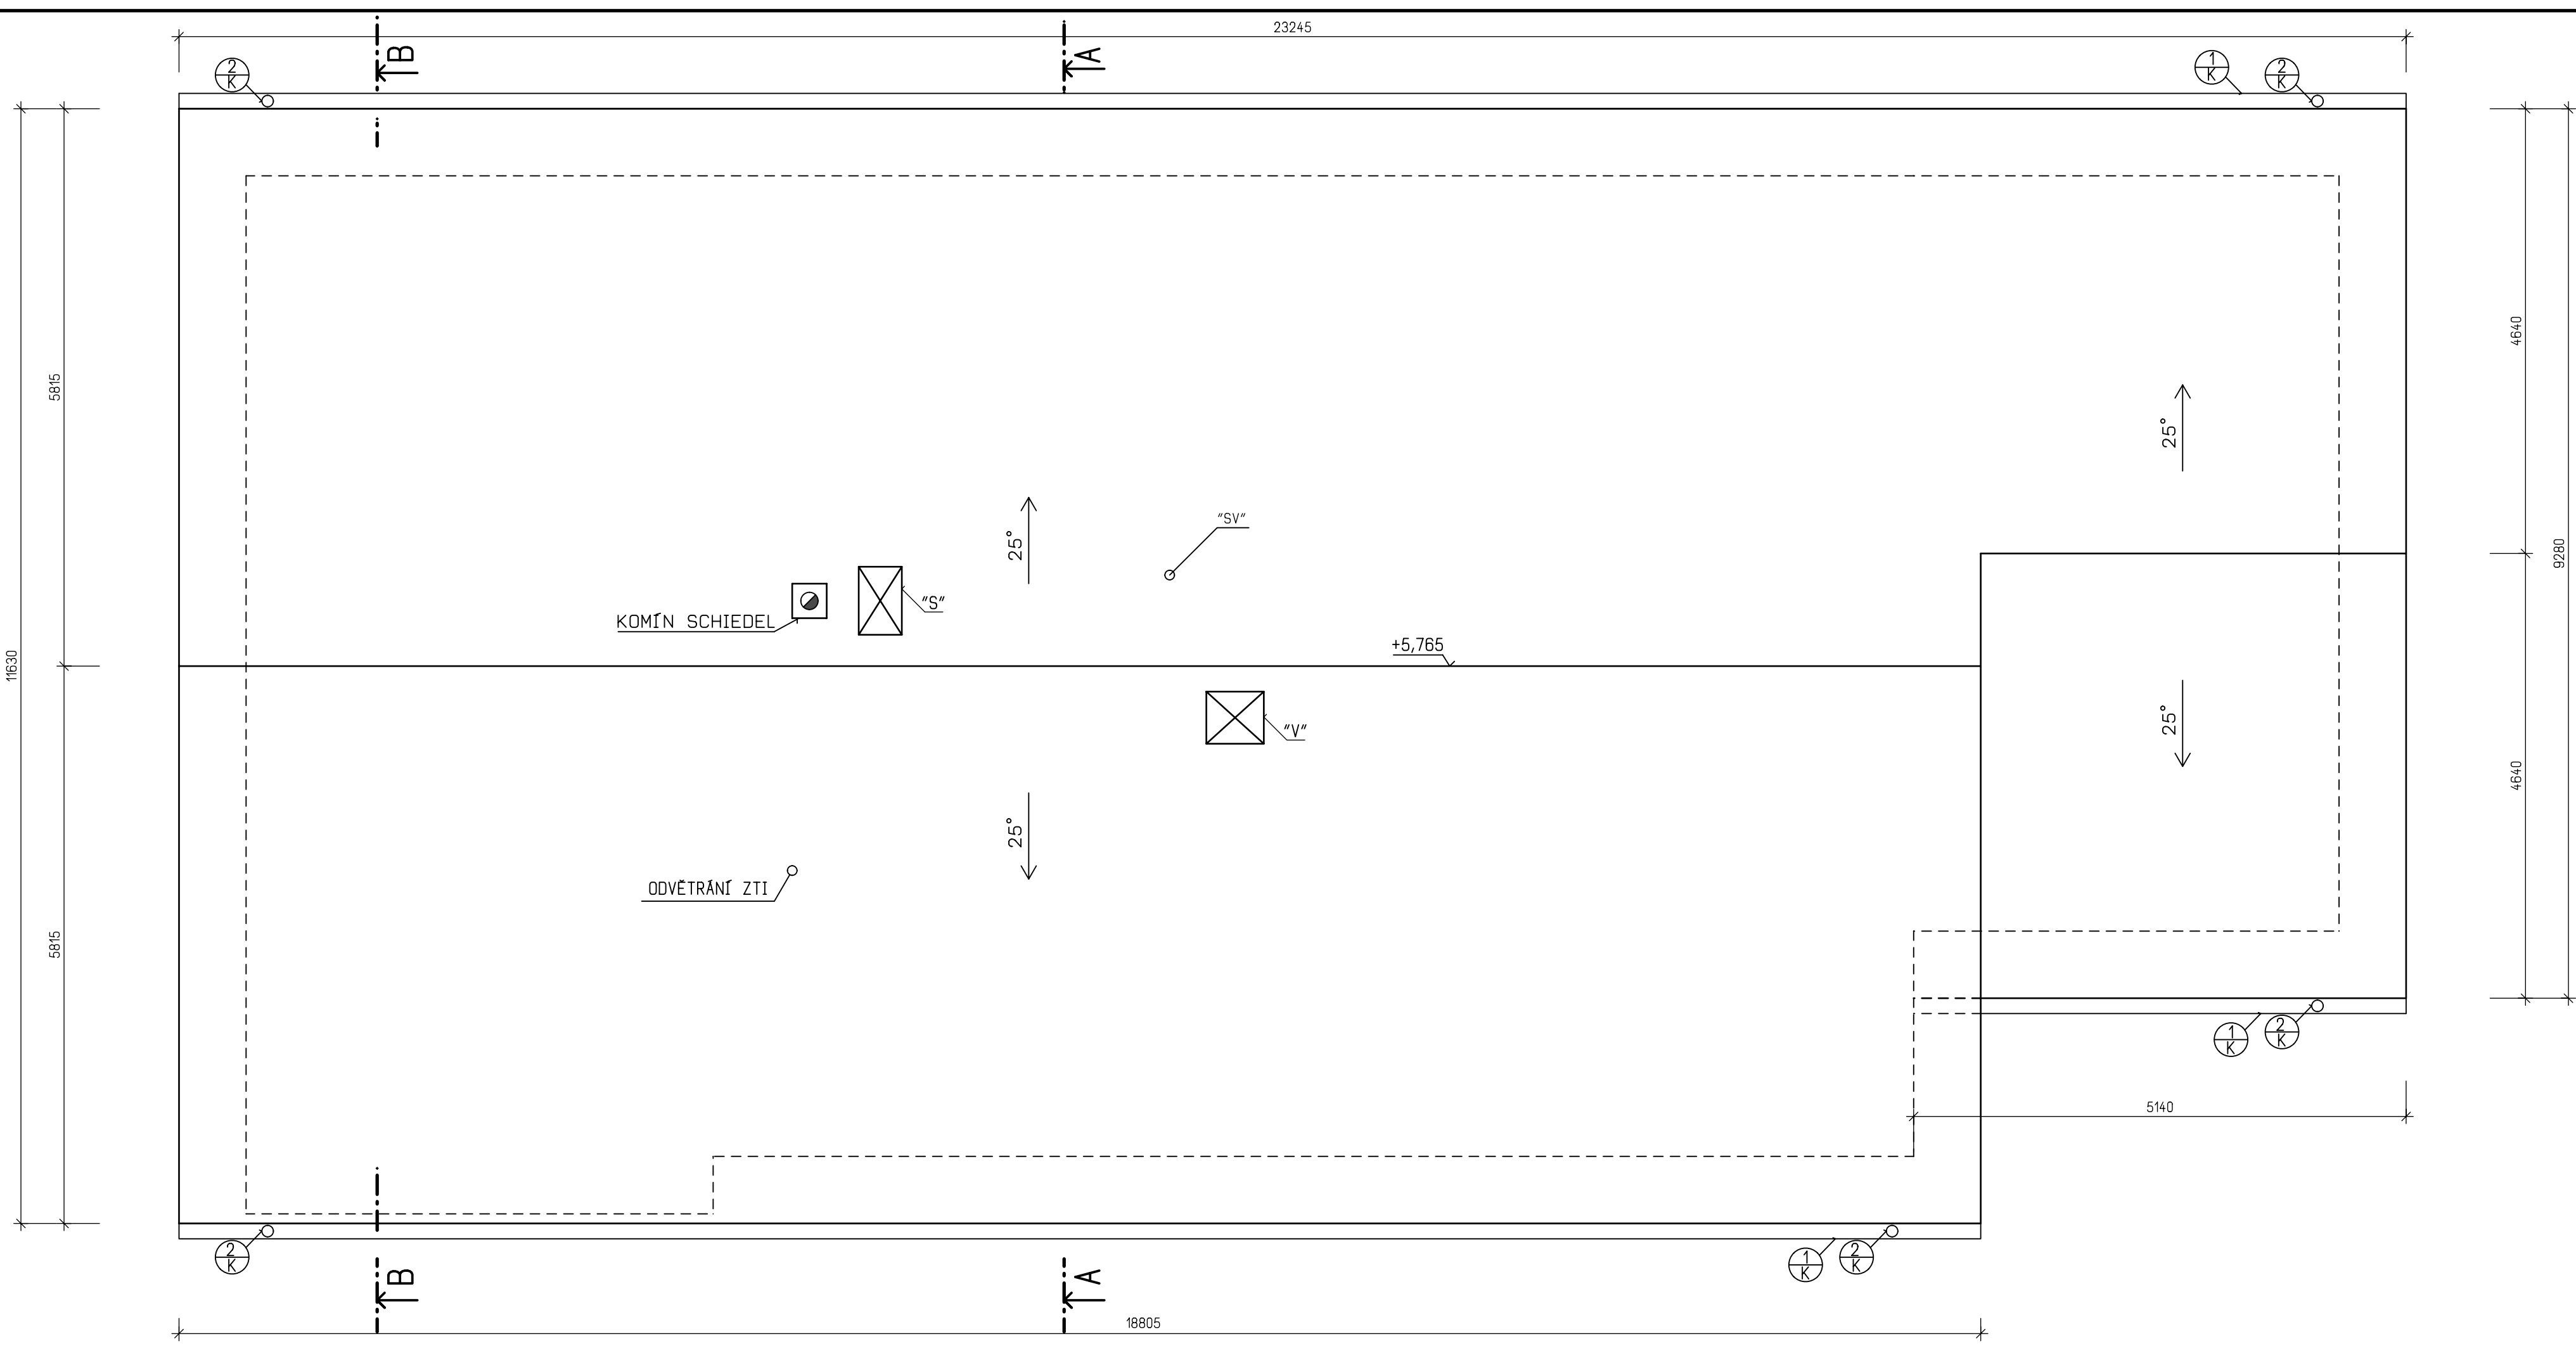 23245
B
A
2
K
1
K
2
K
5815
4640
25°
25°
"SV"
11630
9280
"S"
KOMÍN SCHIEDEL
+5,765
"V"
25°
4640
25°
ODVĚTRÁNÍ ZTI
5815
1
K
2
K
5140
2
K
1
K
2
K
B
A
18805